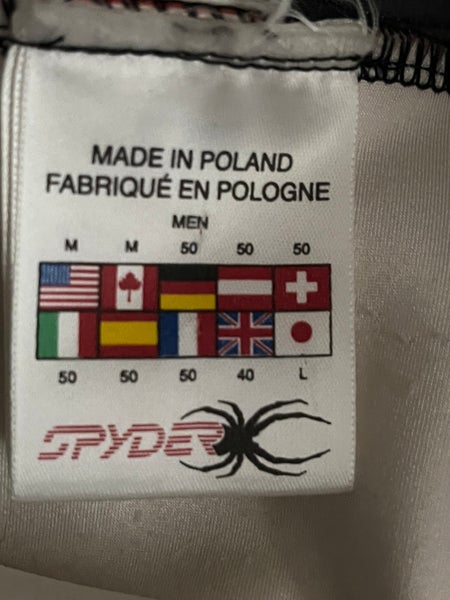 MADE IN POLAND
FABRIQUÉ EN POLOGNE
MEN
M M 50 50 50
50 50 50 40 L
SPYDER